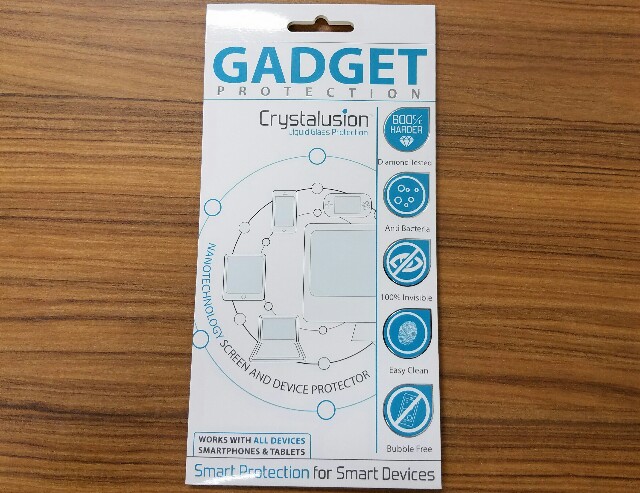 GADGET
PROTECTION
Crystalusion
Liquid Glass Protection
800%
HARDER
Diamond Tested
Anti Bacteria
100% Invisible
Easy Clean
Bubble Free
NANOTECHNOLOGY SCREEN AND DEVICE PROTECTOR
WORKS WITH ALL DEVICES
SMARTPHONES & TABLETS
Smart Protection for Smart Devices